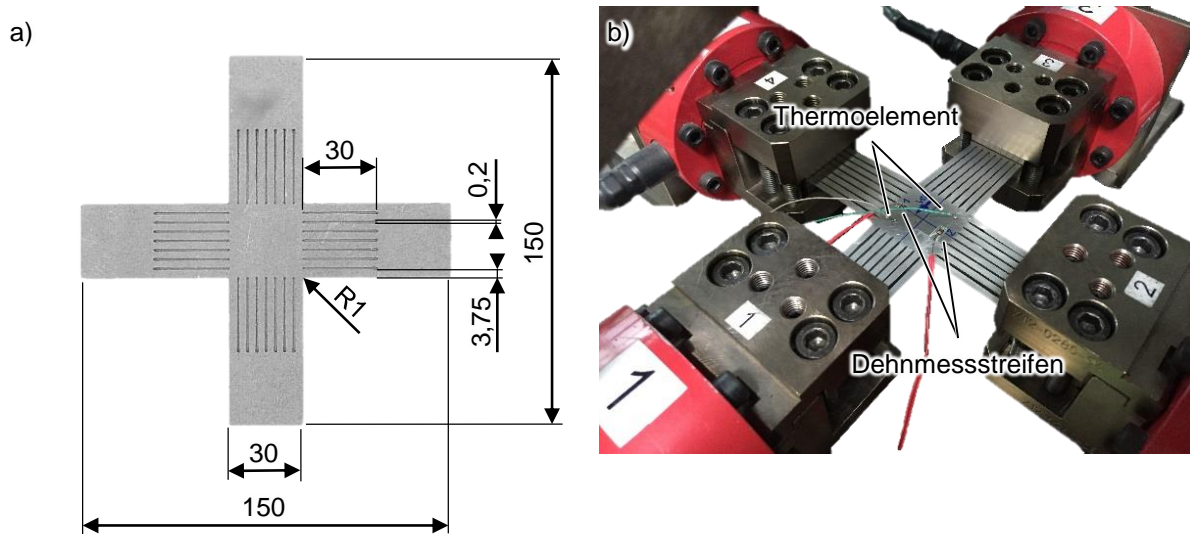 a)
30
0,2
150
R1
3,75
30
150
b)
3
4
Thermoelement
2
1
Dehnmessstreifen
1